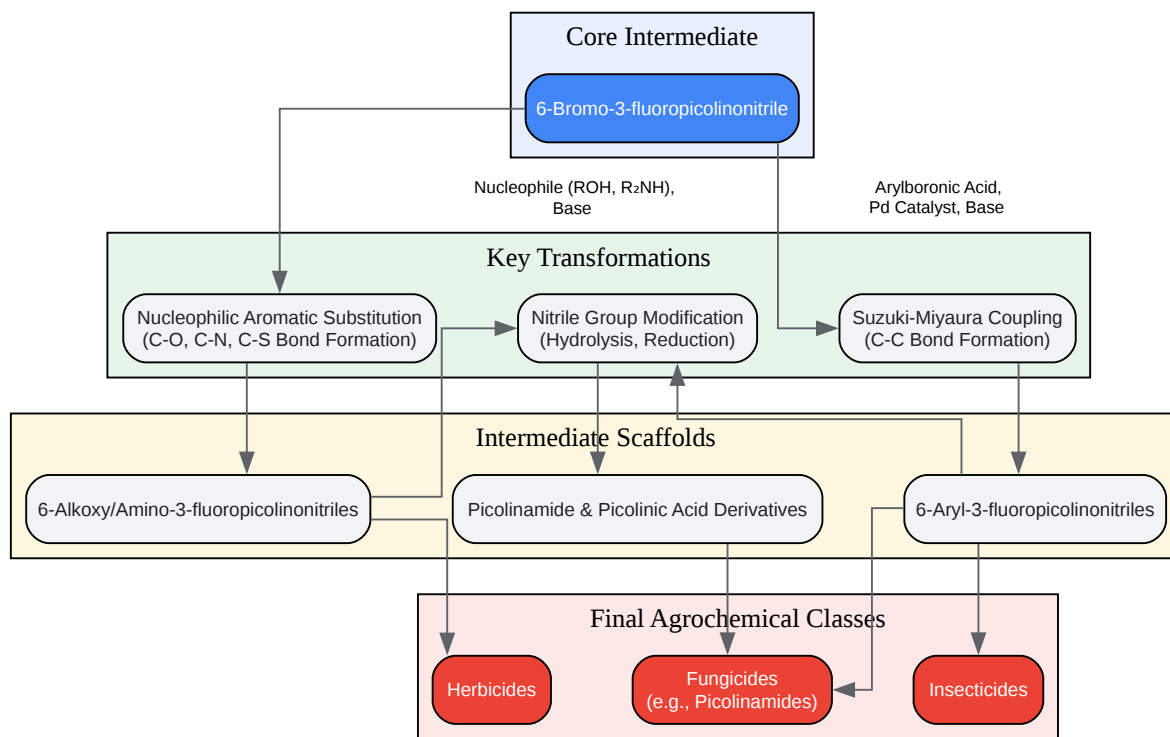 Core Intermediate
6-Bromo-3-fluoropicolinonitrile
Nucleophile (ROH, R₂NH),
Base
Arylboronic Acid,
Pd Catalyst, Base
Key Transformations
Nucleophilic Aromatic Substitution
(C-O, C-N, C-S Bond Formation)
Nitrile Group Modification
(Hydrolysis, Reduction)
Suzuki-Miyaura Coupling
(C-C Bond Formation)
Intermediate Scaffolds
6-Alkoxy/Amino-3-fluoropicolinonitriles
Picolinamide & Picolinic Acid Derivatives
6-Aryl-3-fluoropicolinonitriles
Final Agrochemical Classes
Herbicides
Fungicides
(e.g., Picolinamides)
Insecticides